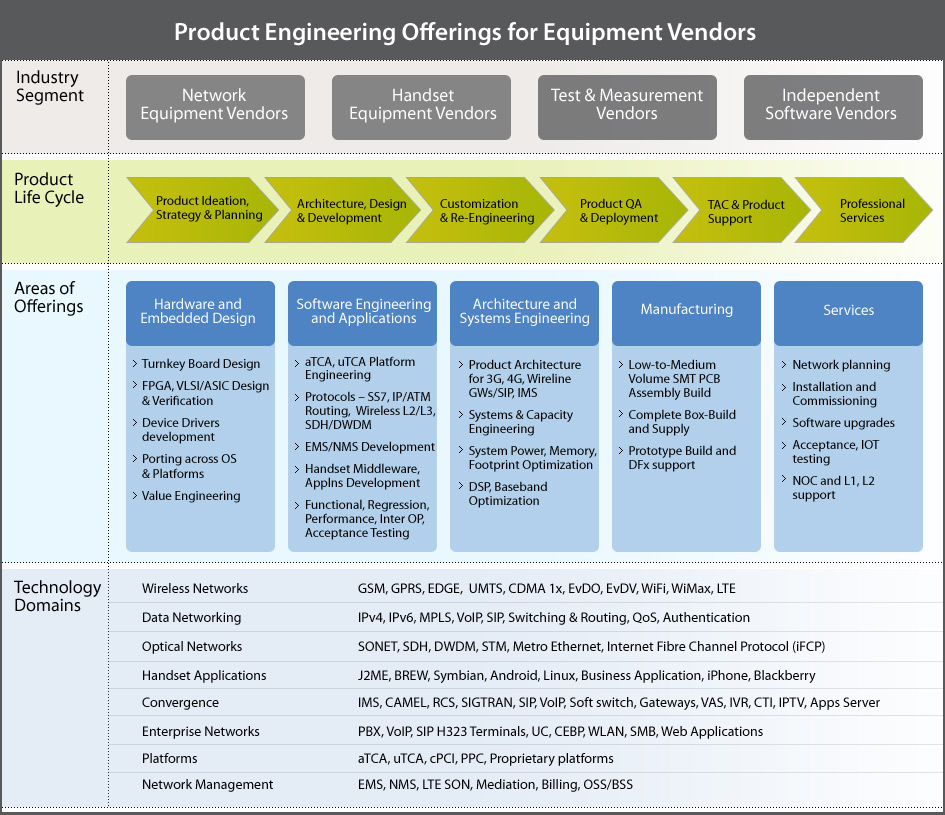 Product Engineering Offerings for Equipment Vendors
Industry
Segment
Network
Equipment Vendors
Handset
Equipment Vendors
Test & Measurement
Vendors
Independent
Software Vendors
Product
Life Cycle
Product Ideation,
Strategy & Planning
Architecture, Design
& Development
Customization
& Re-Engineering
Product QA
& Deployment
TAC & Product
Support
Professional
Services
Areas of
Offerings
Hardware and
Embedded Design
Turnkey Board Design
FPGA, VLSI/ASIC Design
& Verification
Device Drivers
development
Porting across OS
& Platforms
Value Engineering
Software Engineering
and Applications
aTCA, uTCA Platform
Engineering
Protocols – SS7, IP/ATM
Routing, Wireless L2/L3,
SDH/DWDM
EMS/NMS Development
Handset Middleware,
Applns Development
Functional, Regression,
Performance, Inter OP,
Acceptance Testing
Architecture and
Systems Engineering
Product Architecture
for 3G, 4G, Wireline
GWs/SIP, IMS
Systems & Capacity
Engineering
System Power, Memory,
Footprint Optimization
DSP, Baseband
Optimization
Manufacturing
Low-to-Medium
Volume SMT PCB
Assembly Build
Complete Box-Build
and Supply
Prototype Build and
DFx support
Services
Network planning
Installation and
Commissioning
Software upgrades
Acceptance, IOT
testing
NOC and L1, L2
support
Technology
Domains
Wireless Networks GSM, GPRS, EDGE, UMTS, CDMA 1x, EvDO, EvDV, WiFi, WiMax, LTE
Data Networking IPv4, IPv6, MPLS, VoIP, SIP, Switching & Routing, QoS, Authentication
Optical Networks SONET, SDH, DWDM, STM, Metro Ethernet, Internet Fibre Channel Protocol (iFCP)
Handset Applications J2ME, BREW, Symbian, Android, Linux, Business Application, iPhone, Blackberry
Convergence IMS, CAMEL, RCS, SIGTRAN, SIP, VoIP, Soft switch, Gateways, VAS, IVR, CTI, IPTV, Apps Server
Enterprise Networks PBX, VoIP, SIP H323 Terminals, UC, CEBP, WLAN, SMB, Web Applications
Platforms aTCA, uTCA, cPCI, PPC, Proprietary platforms
Network Management EMS, NMS, LTE SON, Mediation, Billing, OSS/BSS